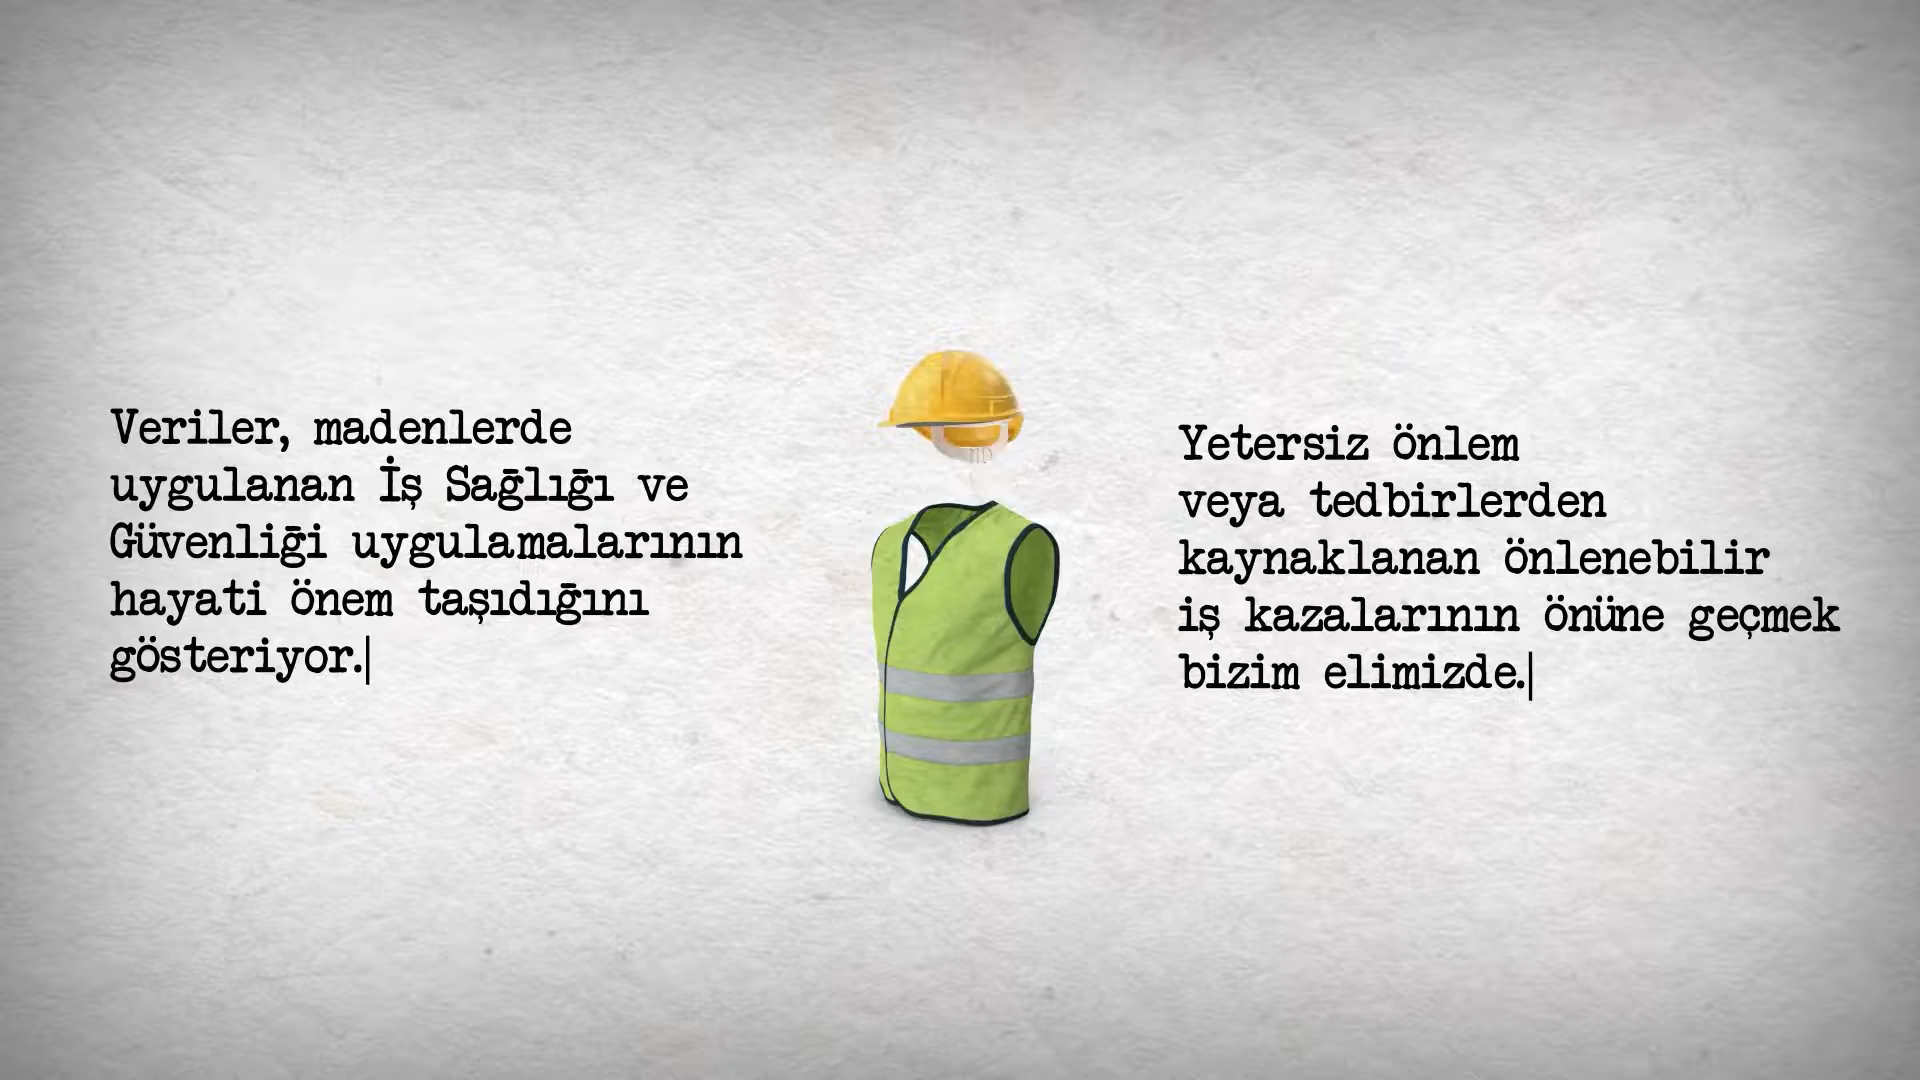 Veriler, madenlerde
uygulanan İş Sağlığı ve
Güvenliği uygulamalarının
hayati önem taşıdığını
gösteriyor.
Yetersiz önlem
veya tedbirlerden
kaynaklanan önlenebilir
iş kazalarının önüne geçmek
bizim elimizde.